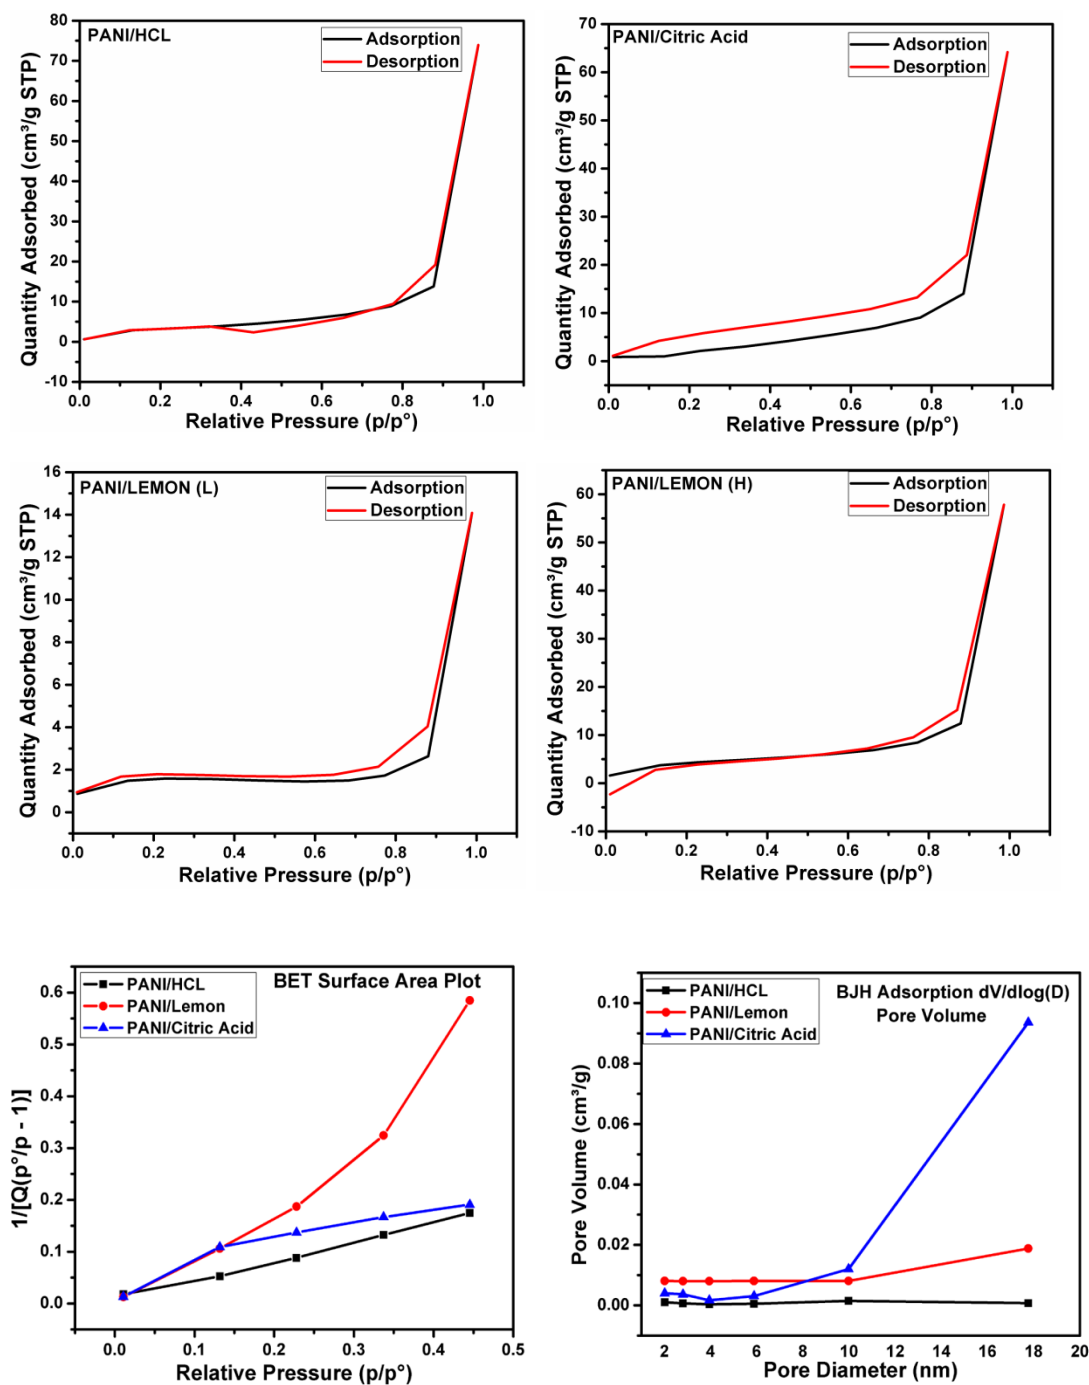 PANI/HCL
Adsorption
Desorption
80
70
60
50
40
30
20
10
0
-10
0.0 0.2 0.4 0.6 0.8 1.0
Quantity Adsorbed (cm³/g STP)
Relative Pressure (p/p°)
PANI/Citric Acid
Adsorption
Desorption
70
60
50
40
30
20
10
0
-5
0.0 0.2 0.4 0.6 0.8 1.0
Quantity Adsorbed (cm³/g STP)
Relative Pressure (p/p°)
PANI/LEMON (L)
Adsorption
Desorption
16
14
12
10
8
6
4
2
0
0.0 0.2 0.4 0.6 0.8 1.0
Quantity Adsorbed (cm³/g STP)
Relative Pressure (p/p°)
PANI/LEMON (H)
Adsorption
Desorption
60
50
40
30
20
10
0
-10
0.0 0.2 0.4 0.6 0.8 1.0
Quantity Adsorbed (cm³/g STP)
Relative Pressure (p/p°)
BET Surface Area Plot
PANI/HCL
PANI/Lemon
PANI/Citric Acid
0.6
0.5
0.4
0.3
0.2
0.1
0.0
0.0 0.1 0.2 0.3 0.4 0.5
1/[Q(p°/p - 1)]
Relative Pressure (p/p°)
BJH Adsorption dV/dlog(D)
Pore Volume
PANI/HCL
PANI/Lemon
PANI/Citric Acid
0.10
0.08
0.06
0.04
0.02
0.00
2 4 6 8 10 12 14 16 18 20
Pore Volume (cm³/g)
Pore Diameter (nm)